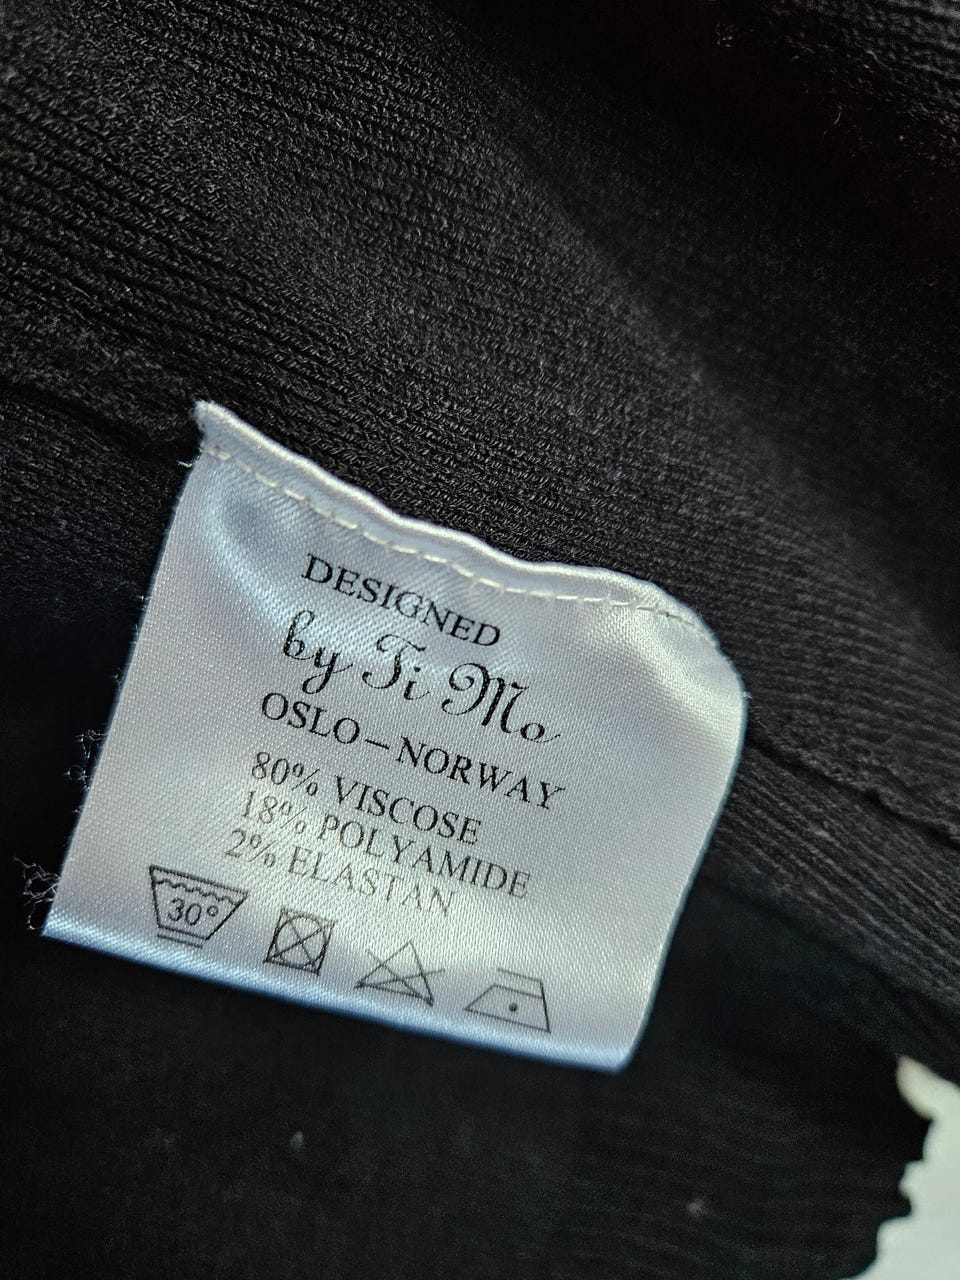 DESIGNED
by Ti Mo
OSLO – NORWAY
80% VISCOSE
18% POLYAMIDE
2% ELASTAN
30°